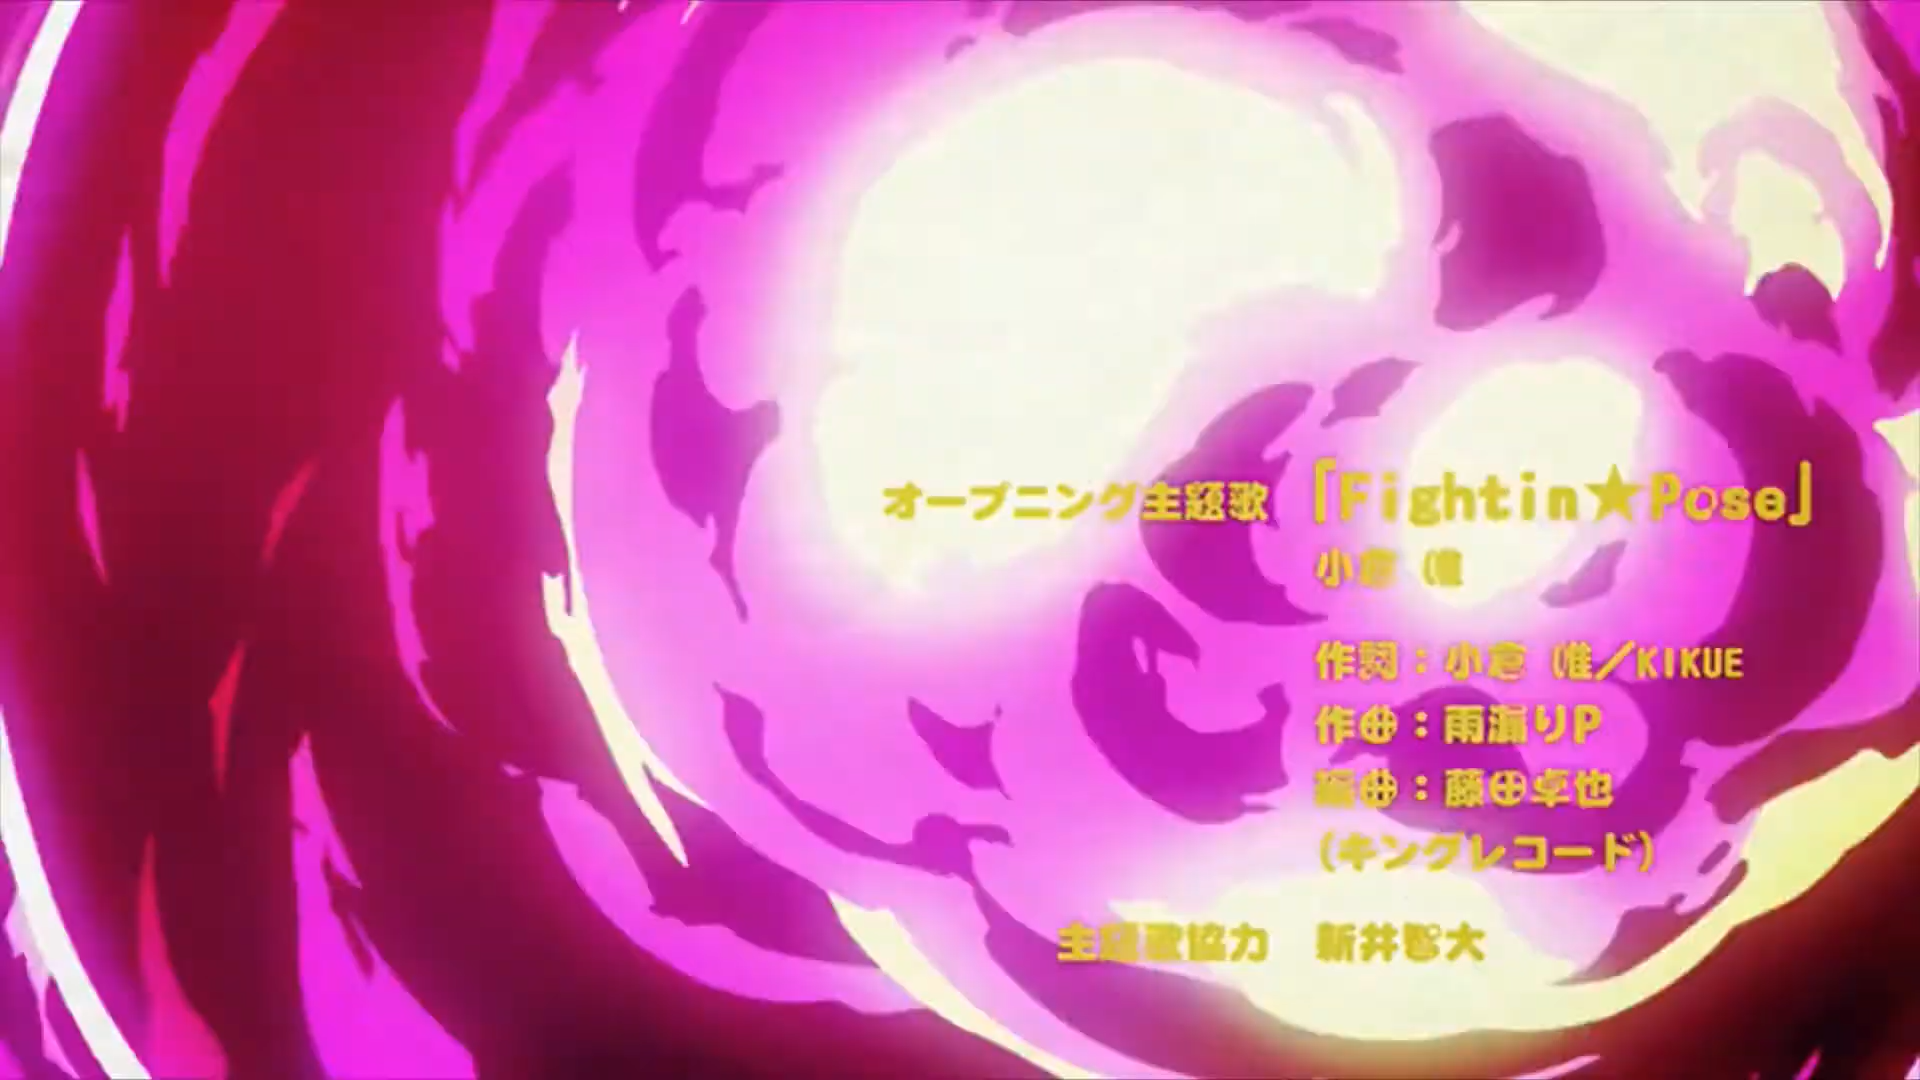 オープニング主題歌 「Fightin★Pose」
小倉 唯
作詞：小倉 唯／KIKUE
作曲：雨漏りP
編曲：藤田卓也
（キングレコード）
主題歌協力 新井智大